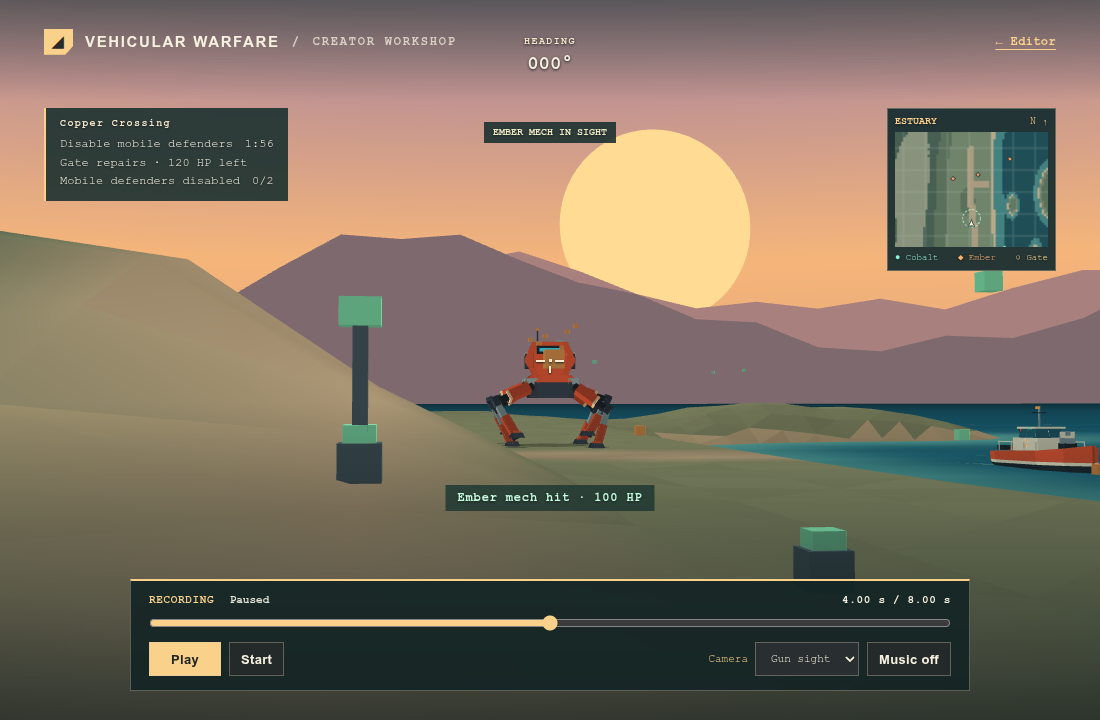 VEHICULAR WARFARE / CREATOR WORKSHOP
HEADING
000°
← Editor
Copper Crossing
Disable mobile defenders 1:56
Gate repairs · 120 HP left
Mobile defenders disabled 0/2
EMBER MECH IN SIGHT
ESTUARY N ↑
● Cobalt ◆ Ember ○ Gate
Ember mech hit · 100 HP
RECORDING Paused 4.00 s / 8.00 s
Play Start Camera Gun sight Music off